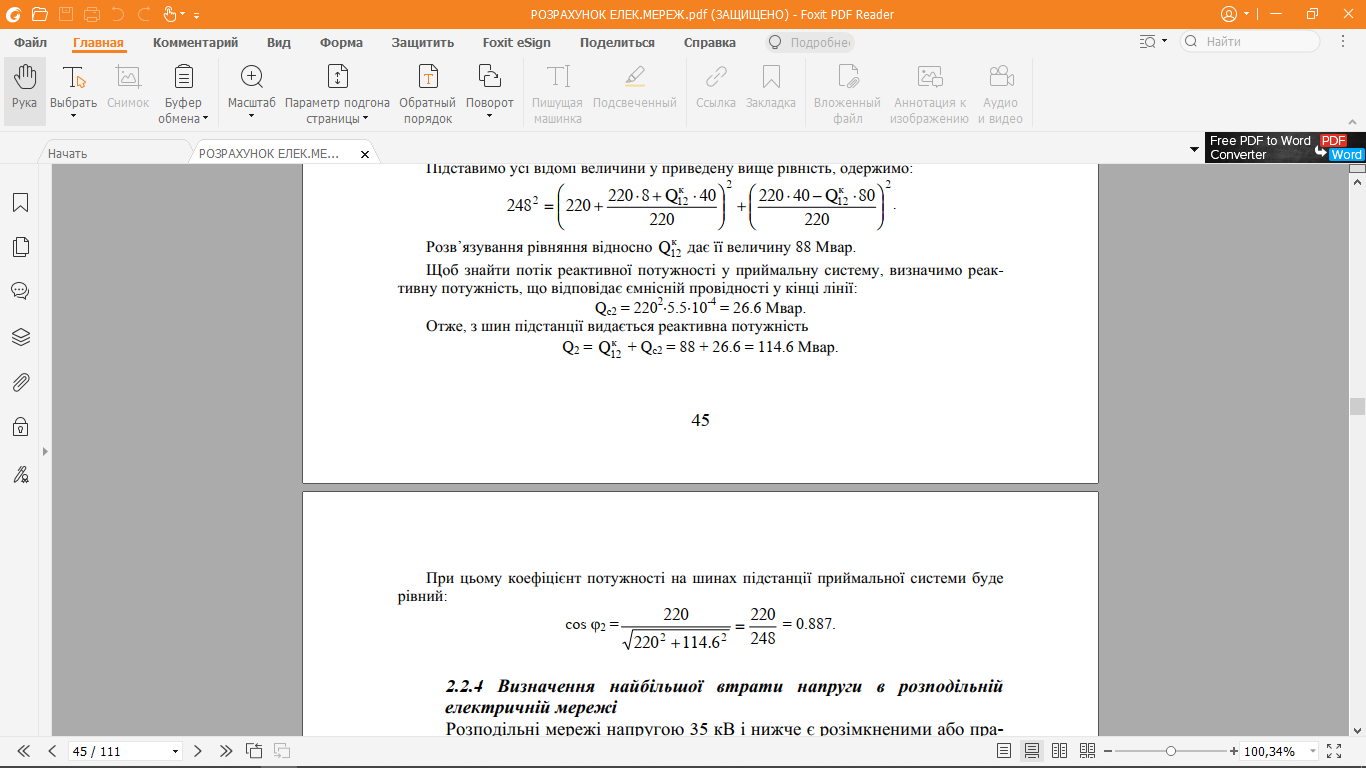 РОЗРАХУНОК ЕЛЕК.МЕРЕЖ.pdf (ЗАЩИЩЕНО) - Foxit PDF Reader
Файл Главная Комментарий Вид Форма Защитить Foxit eSign Поделиться Справка Подробнее Найти
Рука Выбрать Снимок Буфер обмена Масштаб Параметр подгона страницы Обратный порядок Поворот Пишущая машинка Подсвеченный Ссылка Закладка Вложенный файл Аннотация к изображению Аудио и видео
Начать РОЗРАХУНОК ЕЛЕК.МЕ...
Free PDF to Word Converter PDF Word
Підставимо усі відомі величини у приведену вище рівність, одержимо:
248² = (220 + (220·8 + Qк12·40)/220)² + ((220·40 − Qк12·80)/220)².
Розв’язування рівняння відносно Qк12 дає її величину 88 Мвар.
Щоб знайти потік реактивної потужності у приймальну систему, визначимо реак-
тивну потужність, що відповідає ємнісній провідності у кінці лінії:
Qc2 = 220²·5.5·10⁻⁴ = 26.6 Мвар.
Отже, з шин підстанції видається реактивна потужність
Q2 = Qк12 + Qc2 = 88 + 26.6 = 114.6 Мвар.
45
При цьому коефіцієнт потужності на шинах підстанції приймальної системи буде
рівний:
cos φ2 = 220/√(220² + 114.6²) = 220/248 = 0.887.
2.2.4 Визначення найбільшої втрати напруги в розподільній
електричній мережі
Розподільні мережі напругою 35 кВ і нижче є розімкненими або пра-
45 / 111 100,34%